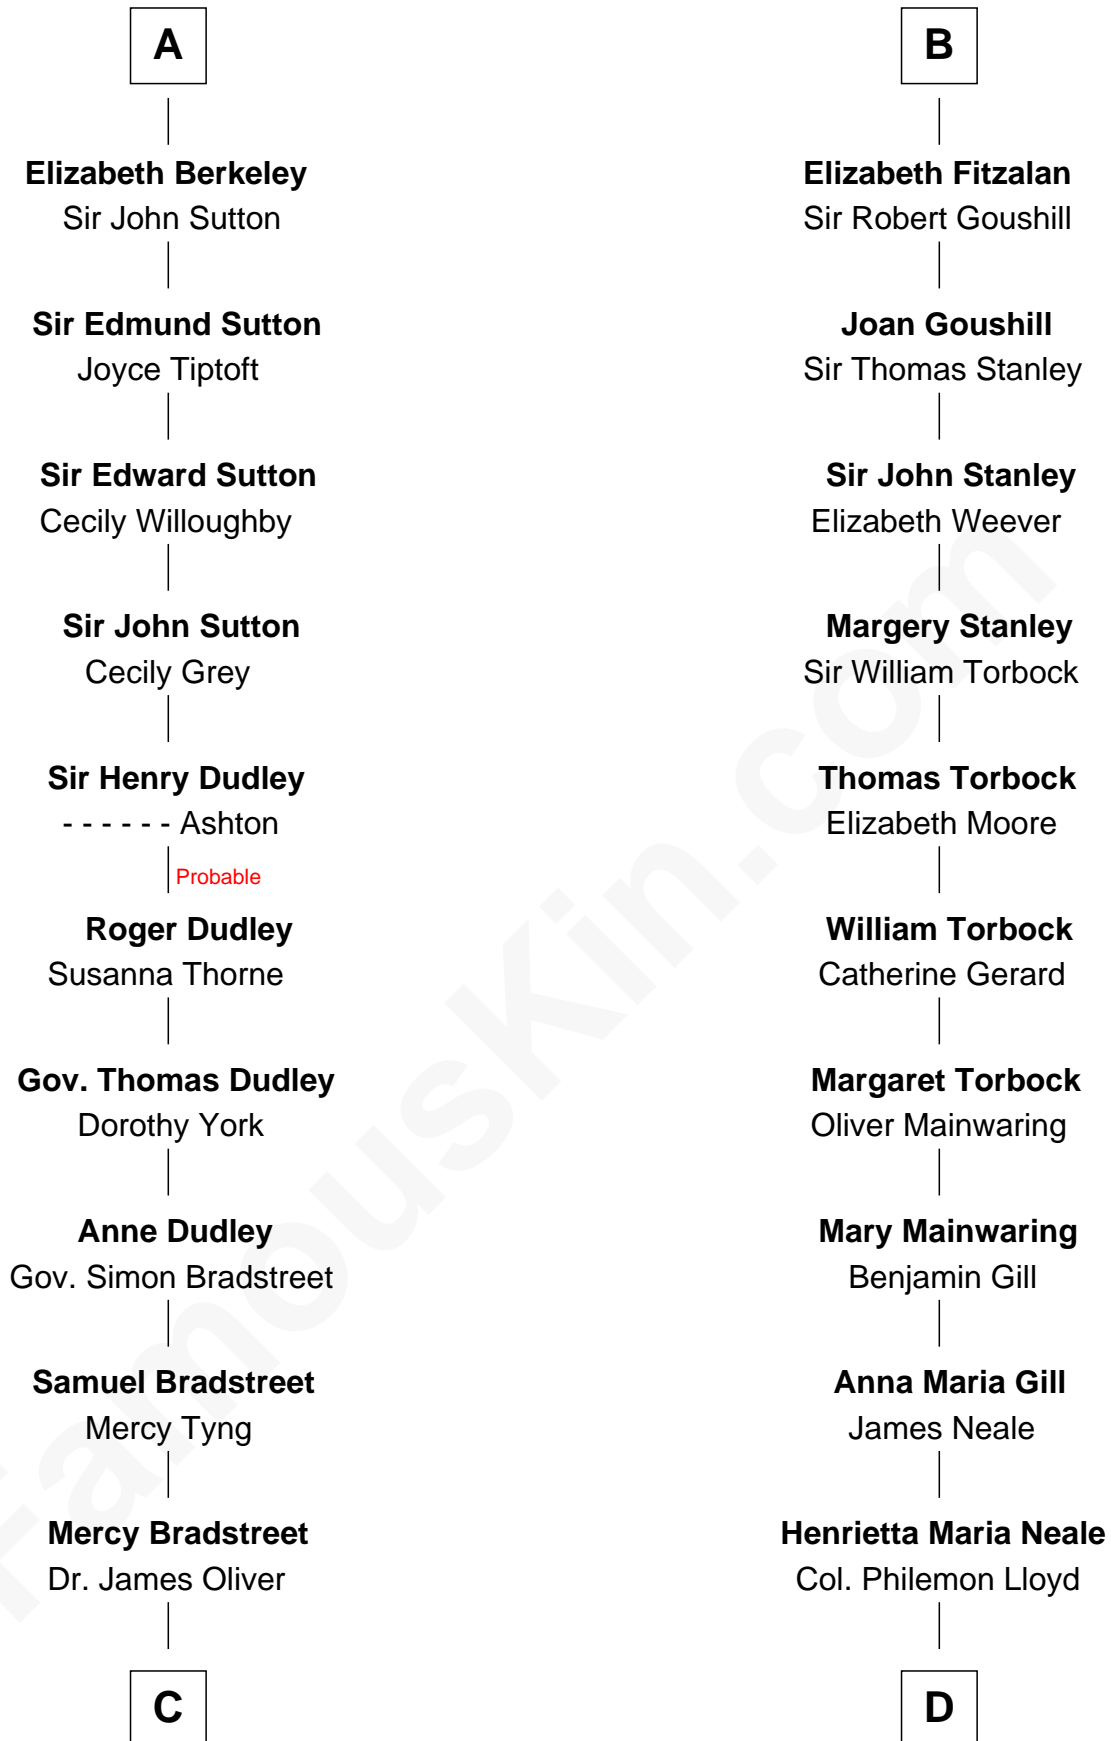 A
Elizabeth Berkeley
Sir John Sutton
Sir Edmund Sutton
Joyce Tiptoft
Sir Edward Sutton
Cecily Willoughby
Sir John Sutton
Cecily Grey
Sir Henry Dudley
- - - - - - Ashton
Probable
Roger Dudley
Susanna Thorne
Gov. Thomas Dudley
Dorothy York
Anne Dudley
Gov. Simon Bradstreet
Samuel Bradstreet
Mercy Tyng
Mercy Bradstreet
Dr. James Oliver
C
B
Elizabeth Fitzalan
Sir Robert Goushill
Joan Goushill
Sir Thomas Stanley
Sir John Stanley
Elizabeth Weever
Margery Stanley
Sir William Torbock
Thomas Torbock
Elizabeth Moore
William Torbock
Catherine Gerard
Margaret Torbock
Oliver Mainwaring
Mary Mainwaring
Benjamin Gill
Anna Maria Gill
James Neale
Henrietta Maria Neale
Col. Philemon Lloyd
D
FamousKin.com